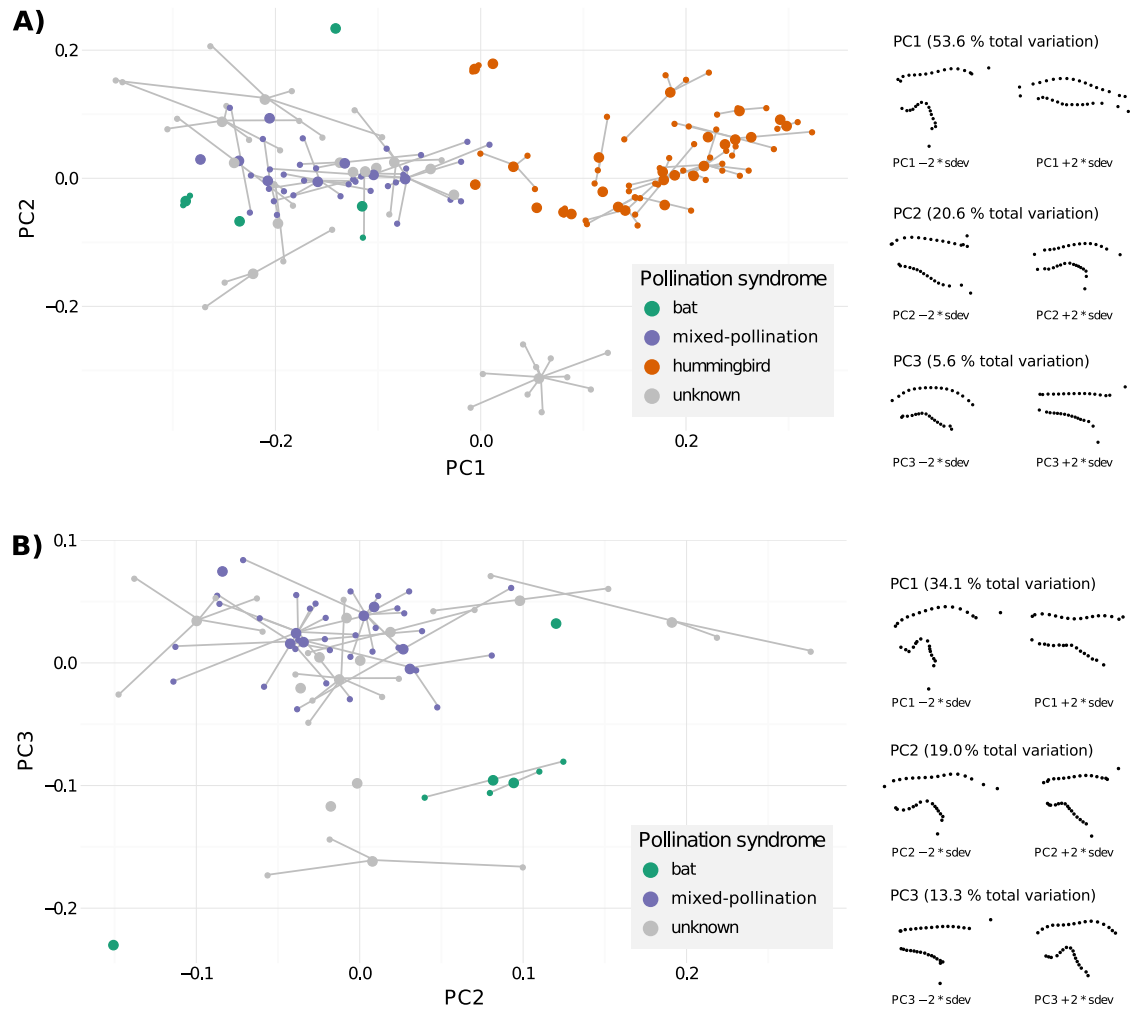 A)
0.2
0.0
−0.2
PC2
−0.2
0.0
0.2
PC1
Pollination syndrome
bat
mixed-pollination
hummingbird
unknown
PC1 (53.6 % total variation)
PC1 −2* sdev
PC1 +2* sdev
PC2 (20.6 % total variation)
PC2 −2* sdev
PC2 +2* sdev
PC3 (5.6 % total variation)
PC3 −2* sdev
PC3 +2* sdev
B)
0.1
0.0
−0.1
−0.2
PC3
−0.1
0.0
0.1
0.2
PC2
Pollination syndrome
bat
mixed-pollination
unknown
PC1 (34.1 % total variation)
PC1 −2* sdev
PC1 +2* sdev
PC2 (19.0 % total variation)
PC2 −2* sdev
PC2 +2* sdev
PC3 (13.3 % total variation)
PC3 −2* sdev
PC3 +2* sdev